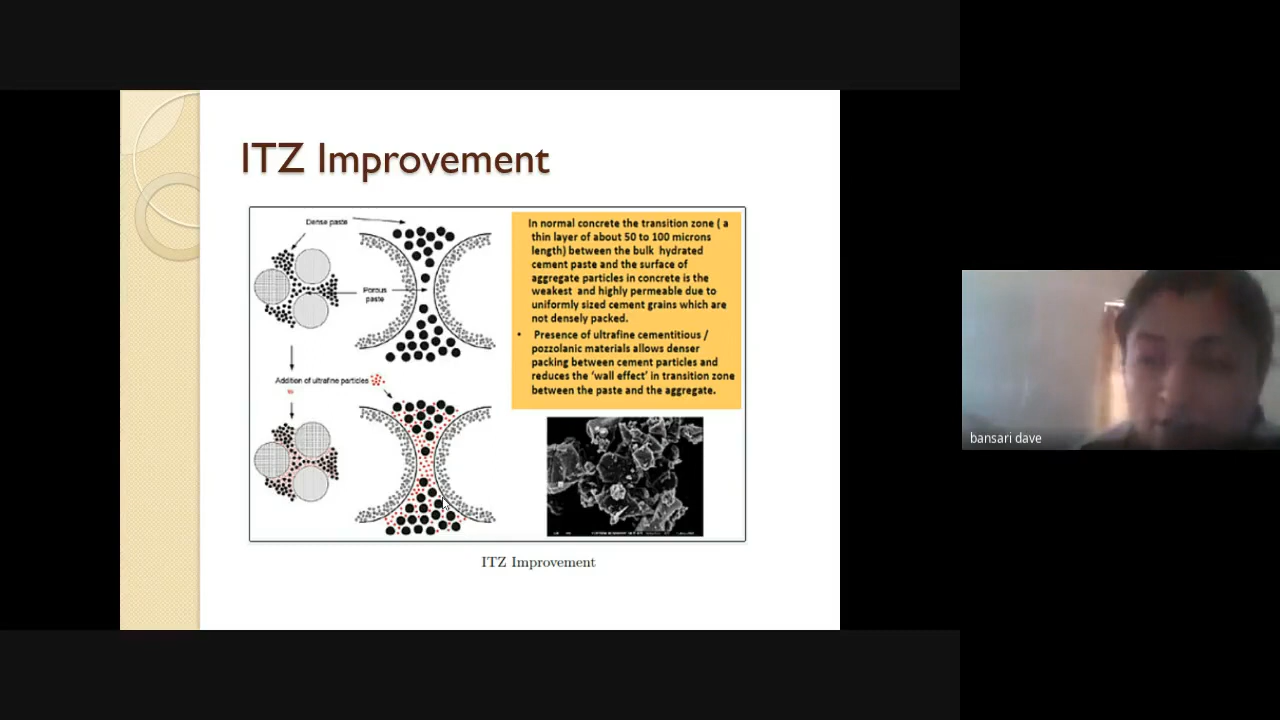 ITZ Improvement
Dense paste
Porous
paste
Addition of ultrafine particles
In normal concrete the transition zone ( a
thin layer of about 50 to 100 microns
length) between the bulk hydrated
cement paste and the surface of
aggregate particles in concrete is the
weakest and highly permeable due to
uniformly sized cement grains which are
not densely packed.
• Presence of ultrafine cementitious /
pozzolanic materials allows denser
packing between cement particles and
reduces the ‘wall effect’ in transition zone
between the paste and the aggregate.
ITZ Improvement
bansari dave